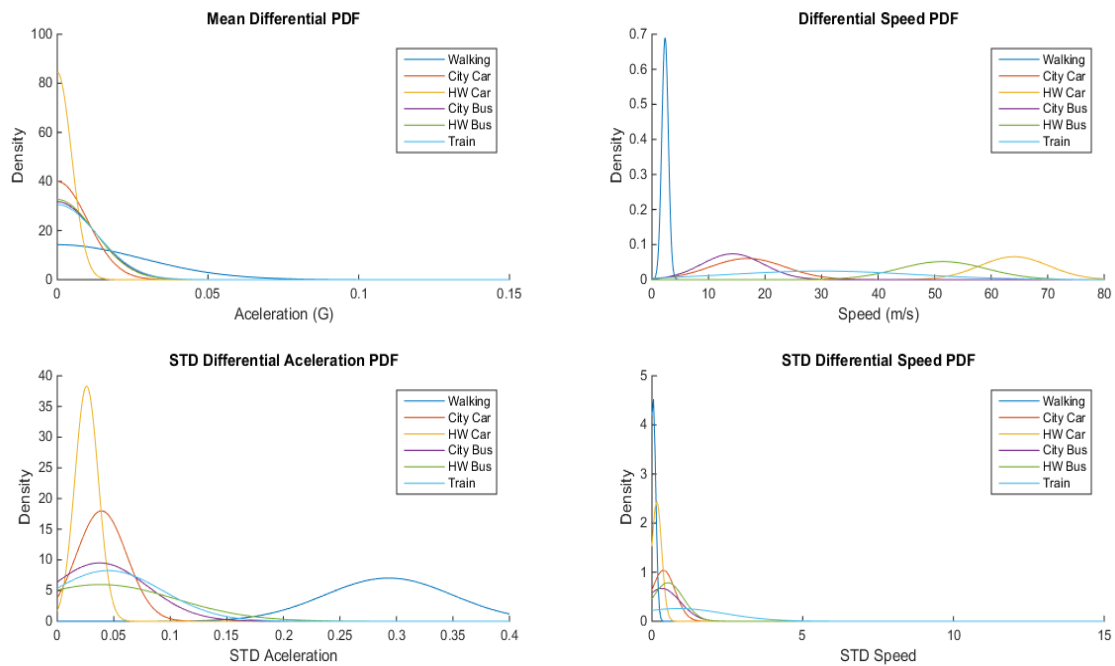 Mean Differential PDF
100
80
60
40
20
0
Density
0 0.05 0.1 0.15
Aceleration (G)
Walking
City Car
HW Car
City Bus
HW Bus
Train
Differential Speed PDF
0.7
0.6
0.5
0.4
0.3
0.2
0.1
0
Density
0 10 20 30 40 50 60 70 80
Speed (m/s)
Walking
City Car
HW Car
City Bus
HW Bus
Train
STD Differential Aceleration PDF
40
35
30
25
20
15
10
5
0
Density
0 0.05 0.1 0.15 0.2 0.25 0.3 0.35 0.4
STD Aceleration
Walking
City Car
HW Car
City Bus
HW Bus
Train
STD Differential Speed PDF
5
4
3
2
1
0
Density
0 5 10 15
STD Speed
Walking
City Car
HW Car
City Bus
HW Bus
Train